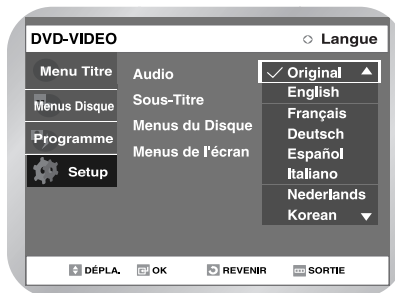 DVD-VIDEO
Langue
Menu Titre
Menus Disque
Programme
Setup
Audio
Sous-Titre
Menus du Disque
Menus de l'écran
Original
English
Français
Deutsch
Español
Italiano
Nederlands
Korean
DÉPLA. OK REVENIR SORTIE